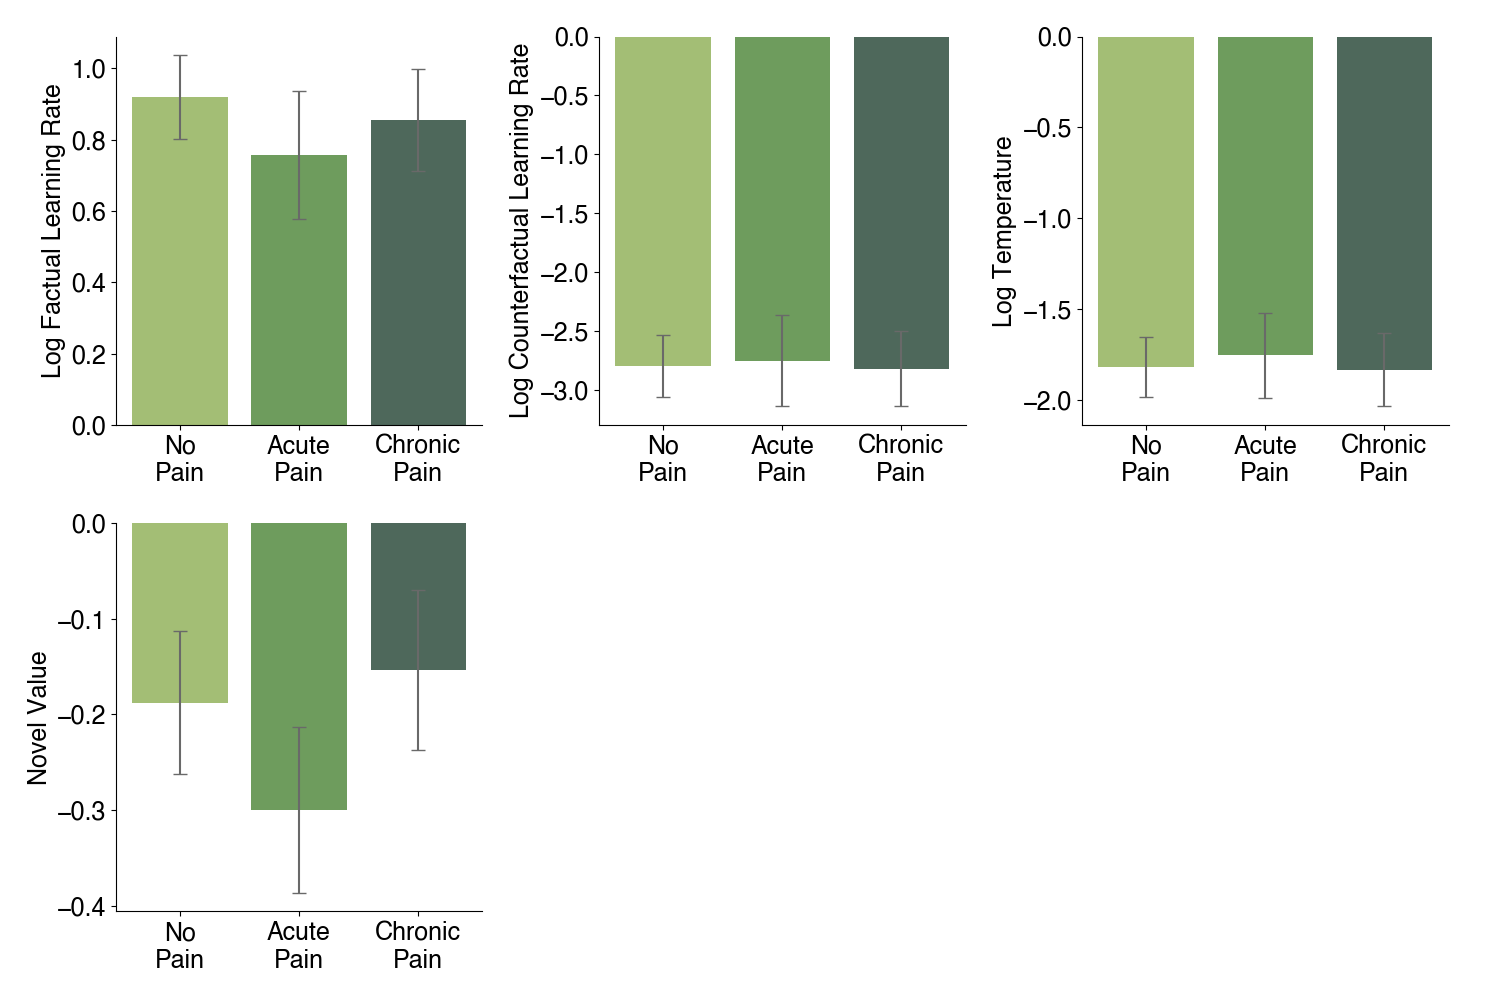 Log Factual Learning Rate
1.0
0.8
0.6
0.4
0.2
0.0
No
Pain
Acute
Pain
Chronic
Pain
Log Counterfactual Learning Rate
0.0
−0.5
−1.0
−1.5
−2.0
−2.5
−3.0
No
Pain
Acute
Pain
Chronic
Pain
Log Temperature
0.0
−0.5
−1.0
−1.5
−2.0
No
Pain
Acute
Pain
Chronic
Pain
Novel Value
0.0
−0.1
−0.2
−0.3
−0.4
No
Pain
Acute
Pain
Chronic
Pain